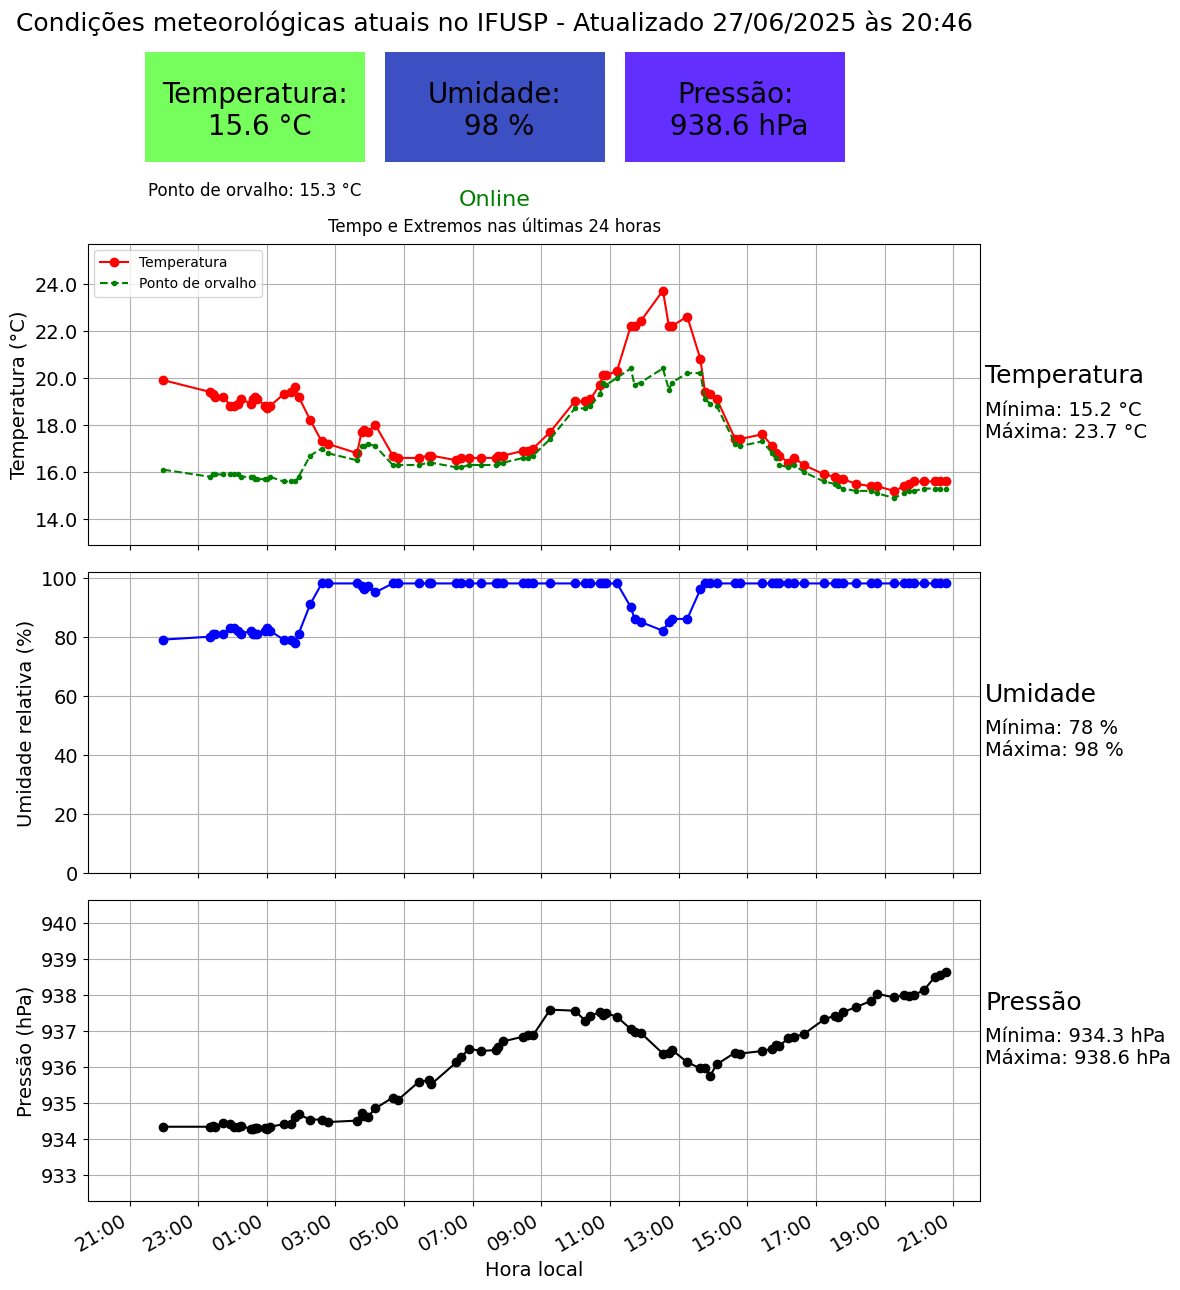 Condições meteorológicas atuais no IFUSP - Atualizado 27/06/2025 às 20:46
Temperatura:
15.6 °C
Umidade:
98 %
Pressão:
938.6 hPa
Ponto de orvalho: 15.3 °C
Online
Tempo e Extremos nas últimas 24 horas
Temperatura
Ponto de orvalho
Temperatura (°C)
24.0
22.0
20.0
18.0
16.0
14.0
Temperatura
Mínima: 15.2 °C
Máxima: 23.7 °C
Umidade relativa (%)
100
80
60
40
20
0
Umidade
Mínima: 78 %
Máxima: 98 %
Pressão (hPa)
940
939
938
937
936
935
934
933
Pressão
Mínima: 934.3 hPa
Máxima: 938.6 hPa
21:00 23:00 01:00 03:00 05:00 07:00 09:00 11:00 13:00 15:00 17:00 19:00 21:00
Hora local